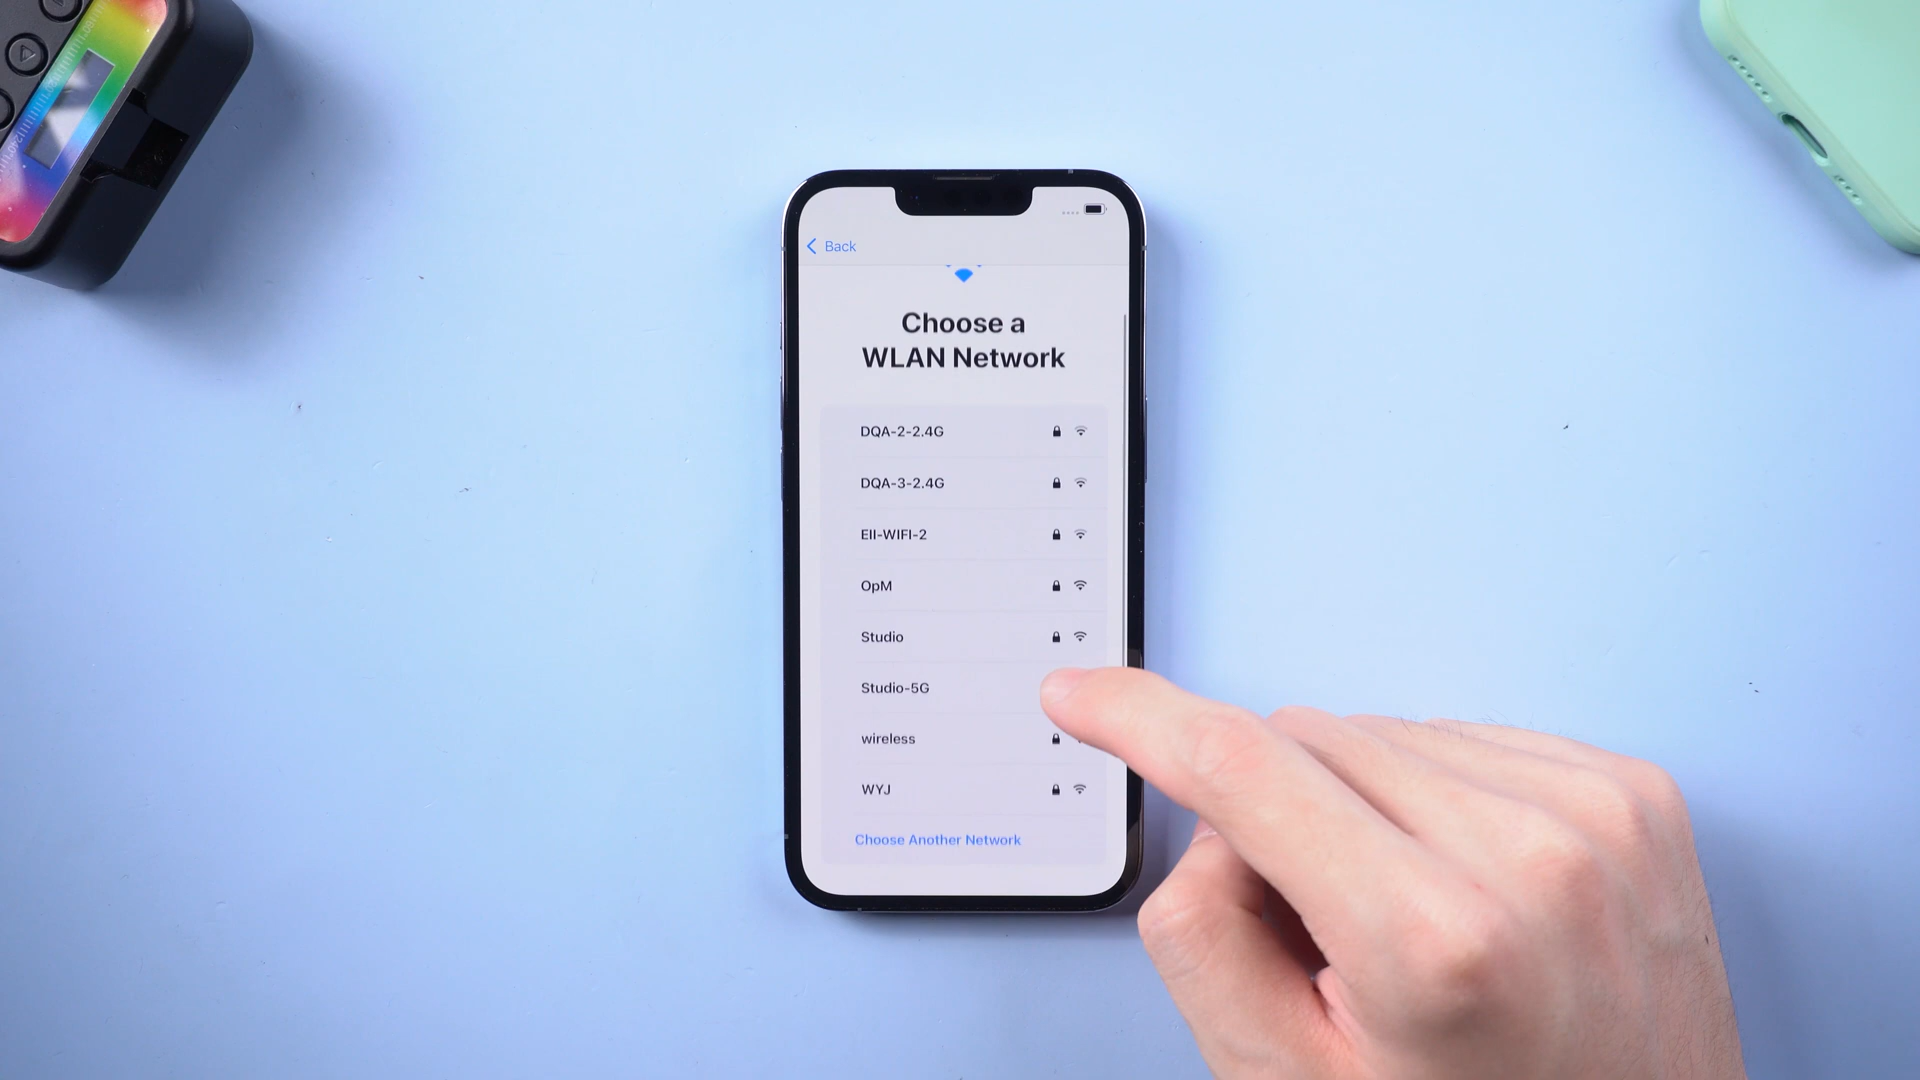 Back
Choose a
WLAN Network
DQA-2-2.4G
DQA-3-2.4G
EII-WIFI-2
OpM
Studio
Studio-5G
wireless
WYJ
Choose Another Network